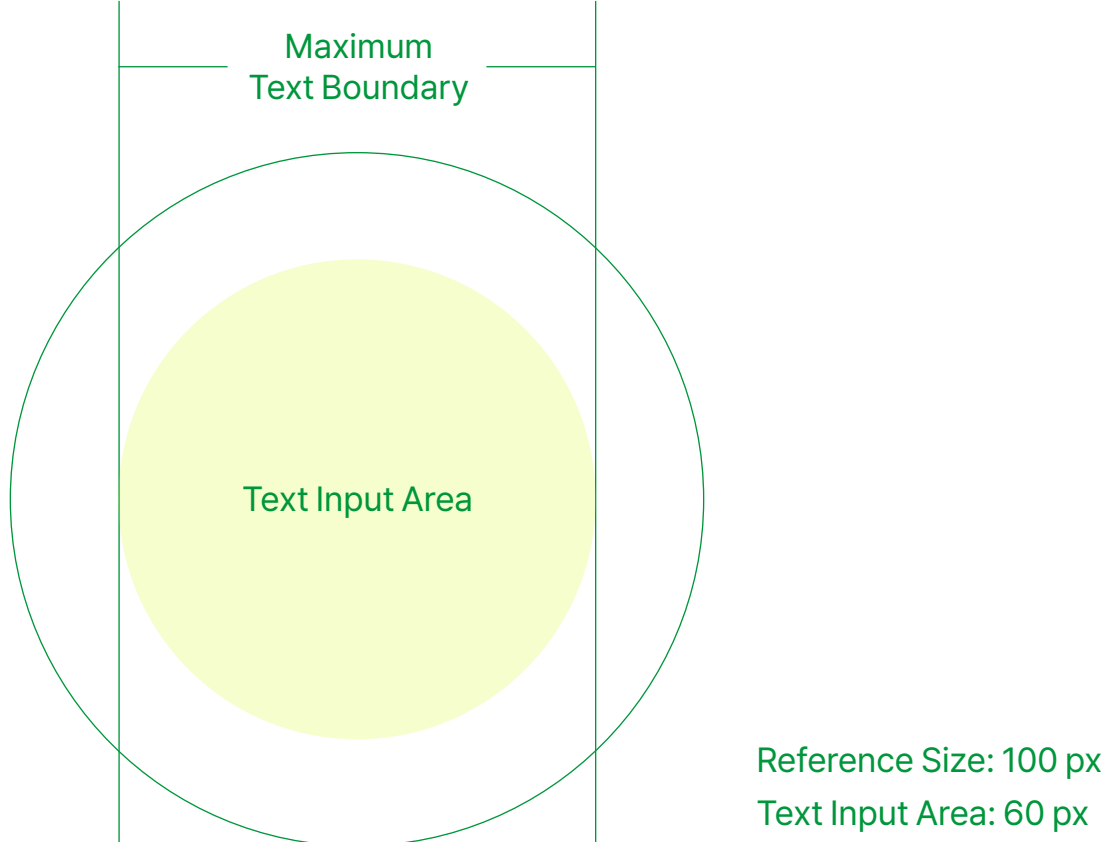 Maximum
Text Boundary
Text Input Area
Reference Size: 100 px
Text Input Area: 60 px